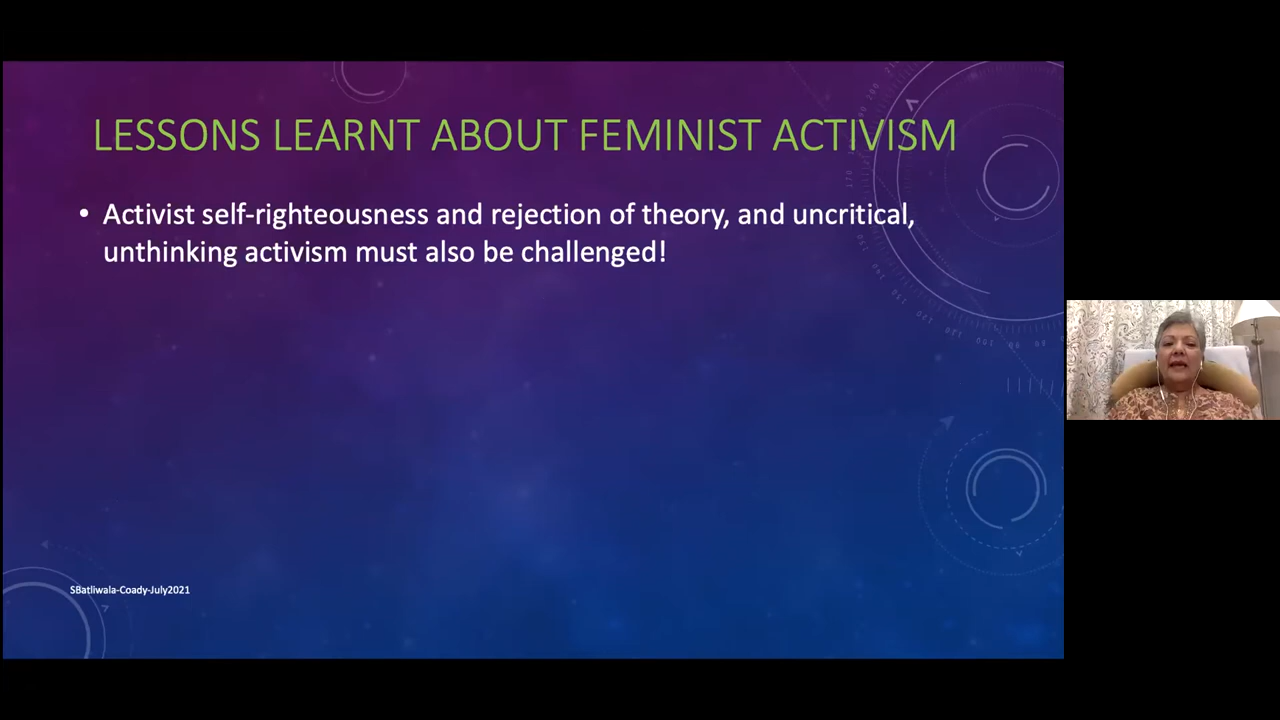 LESSONS LEARNT ABOUT FEMINIST ACTIVISM
• Activist self-righteousness and rejection of theory, and uncritical,
unthinking activism must also be challenged!
SBatliwala-Coady-July2021